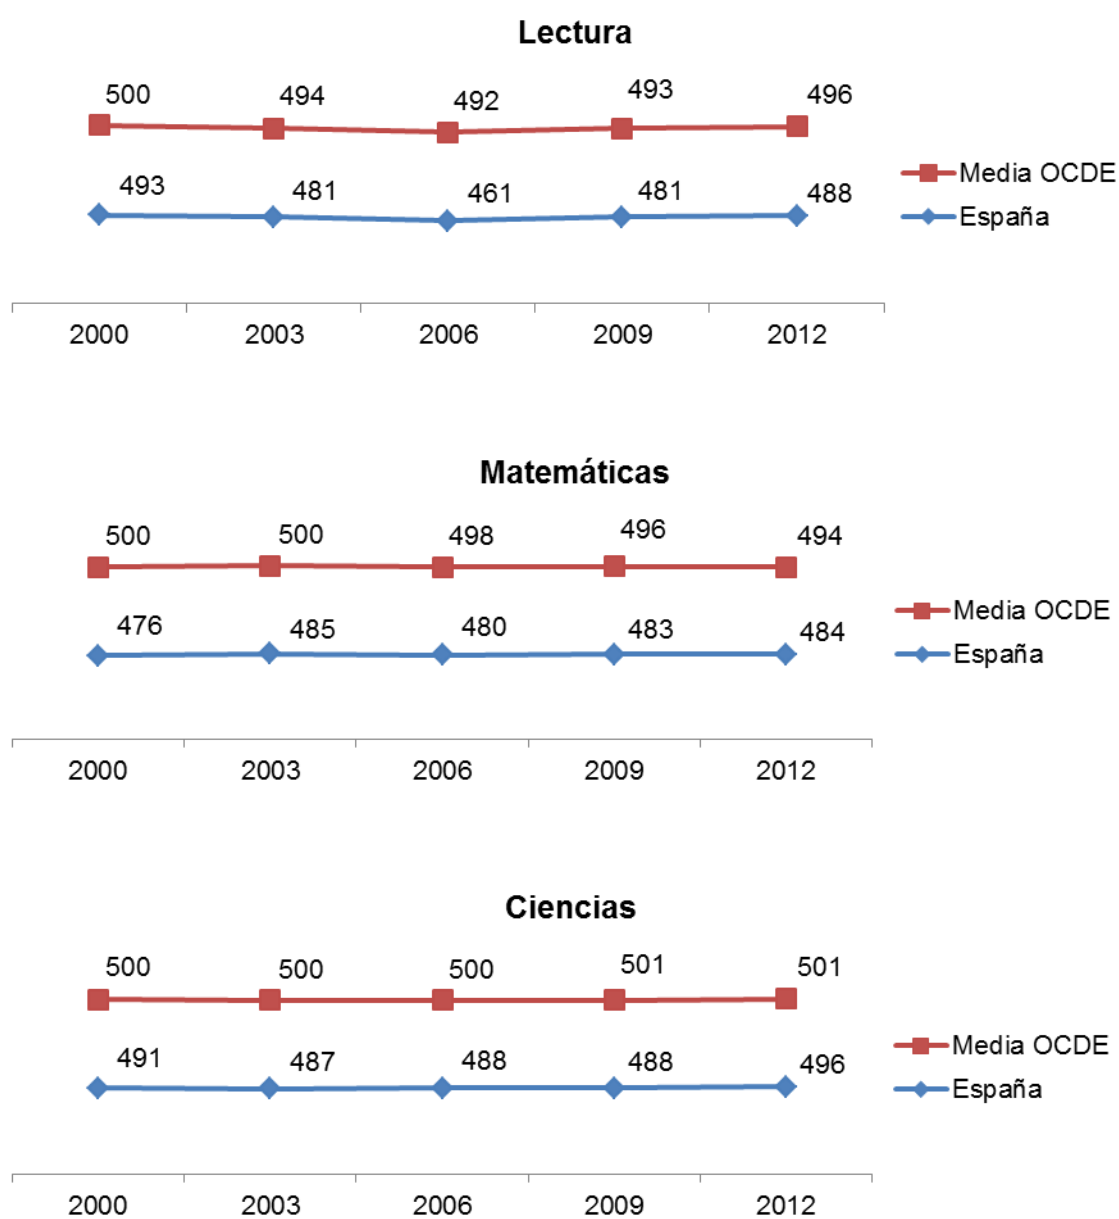 Lectura
500 494 492 493 496
493 481 461 481 488
Media OCDE
España
2000 2003 2006 2009 2012
Matemáticas
500 500 498 496 494
476 485 480 483 484
Media OCDE
España
2000 2003 2006 2009 2012
Ciencias
500 500 500 501 501
491 487 488 488 496
Media OCDE
España
2000 2003 2006 2009 2012